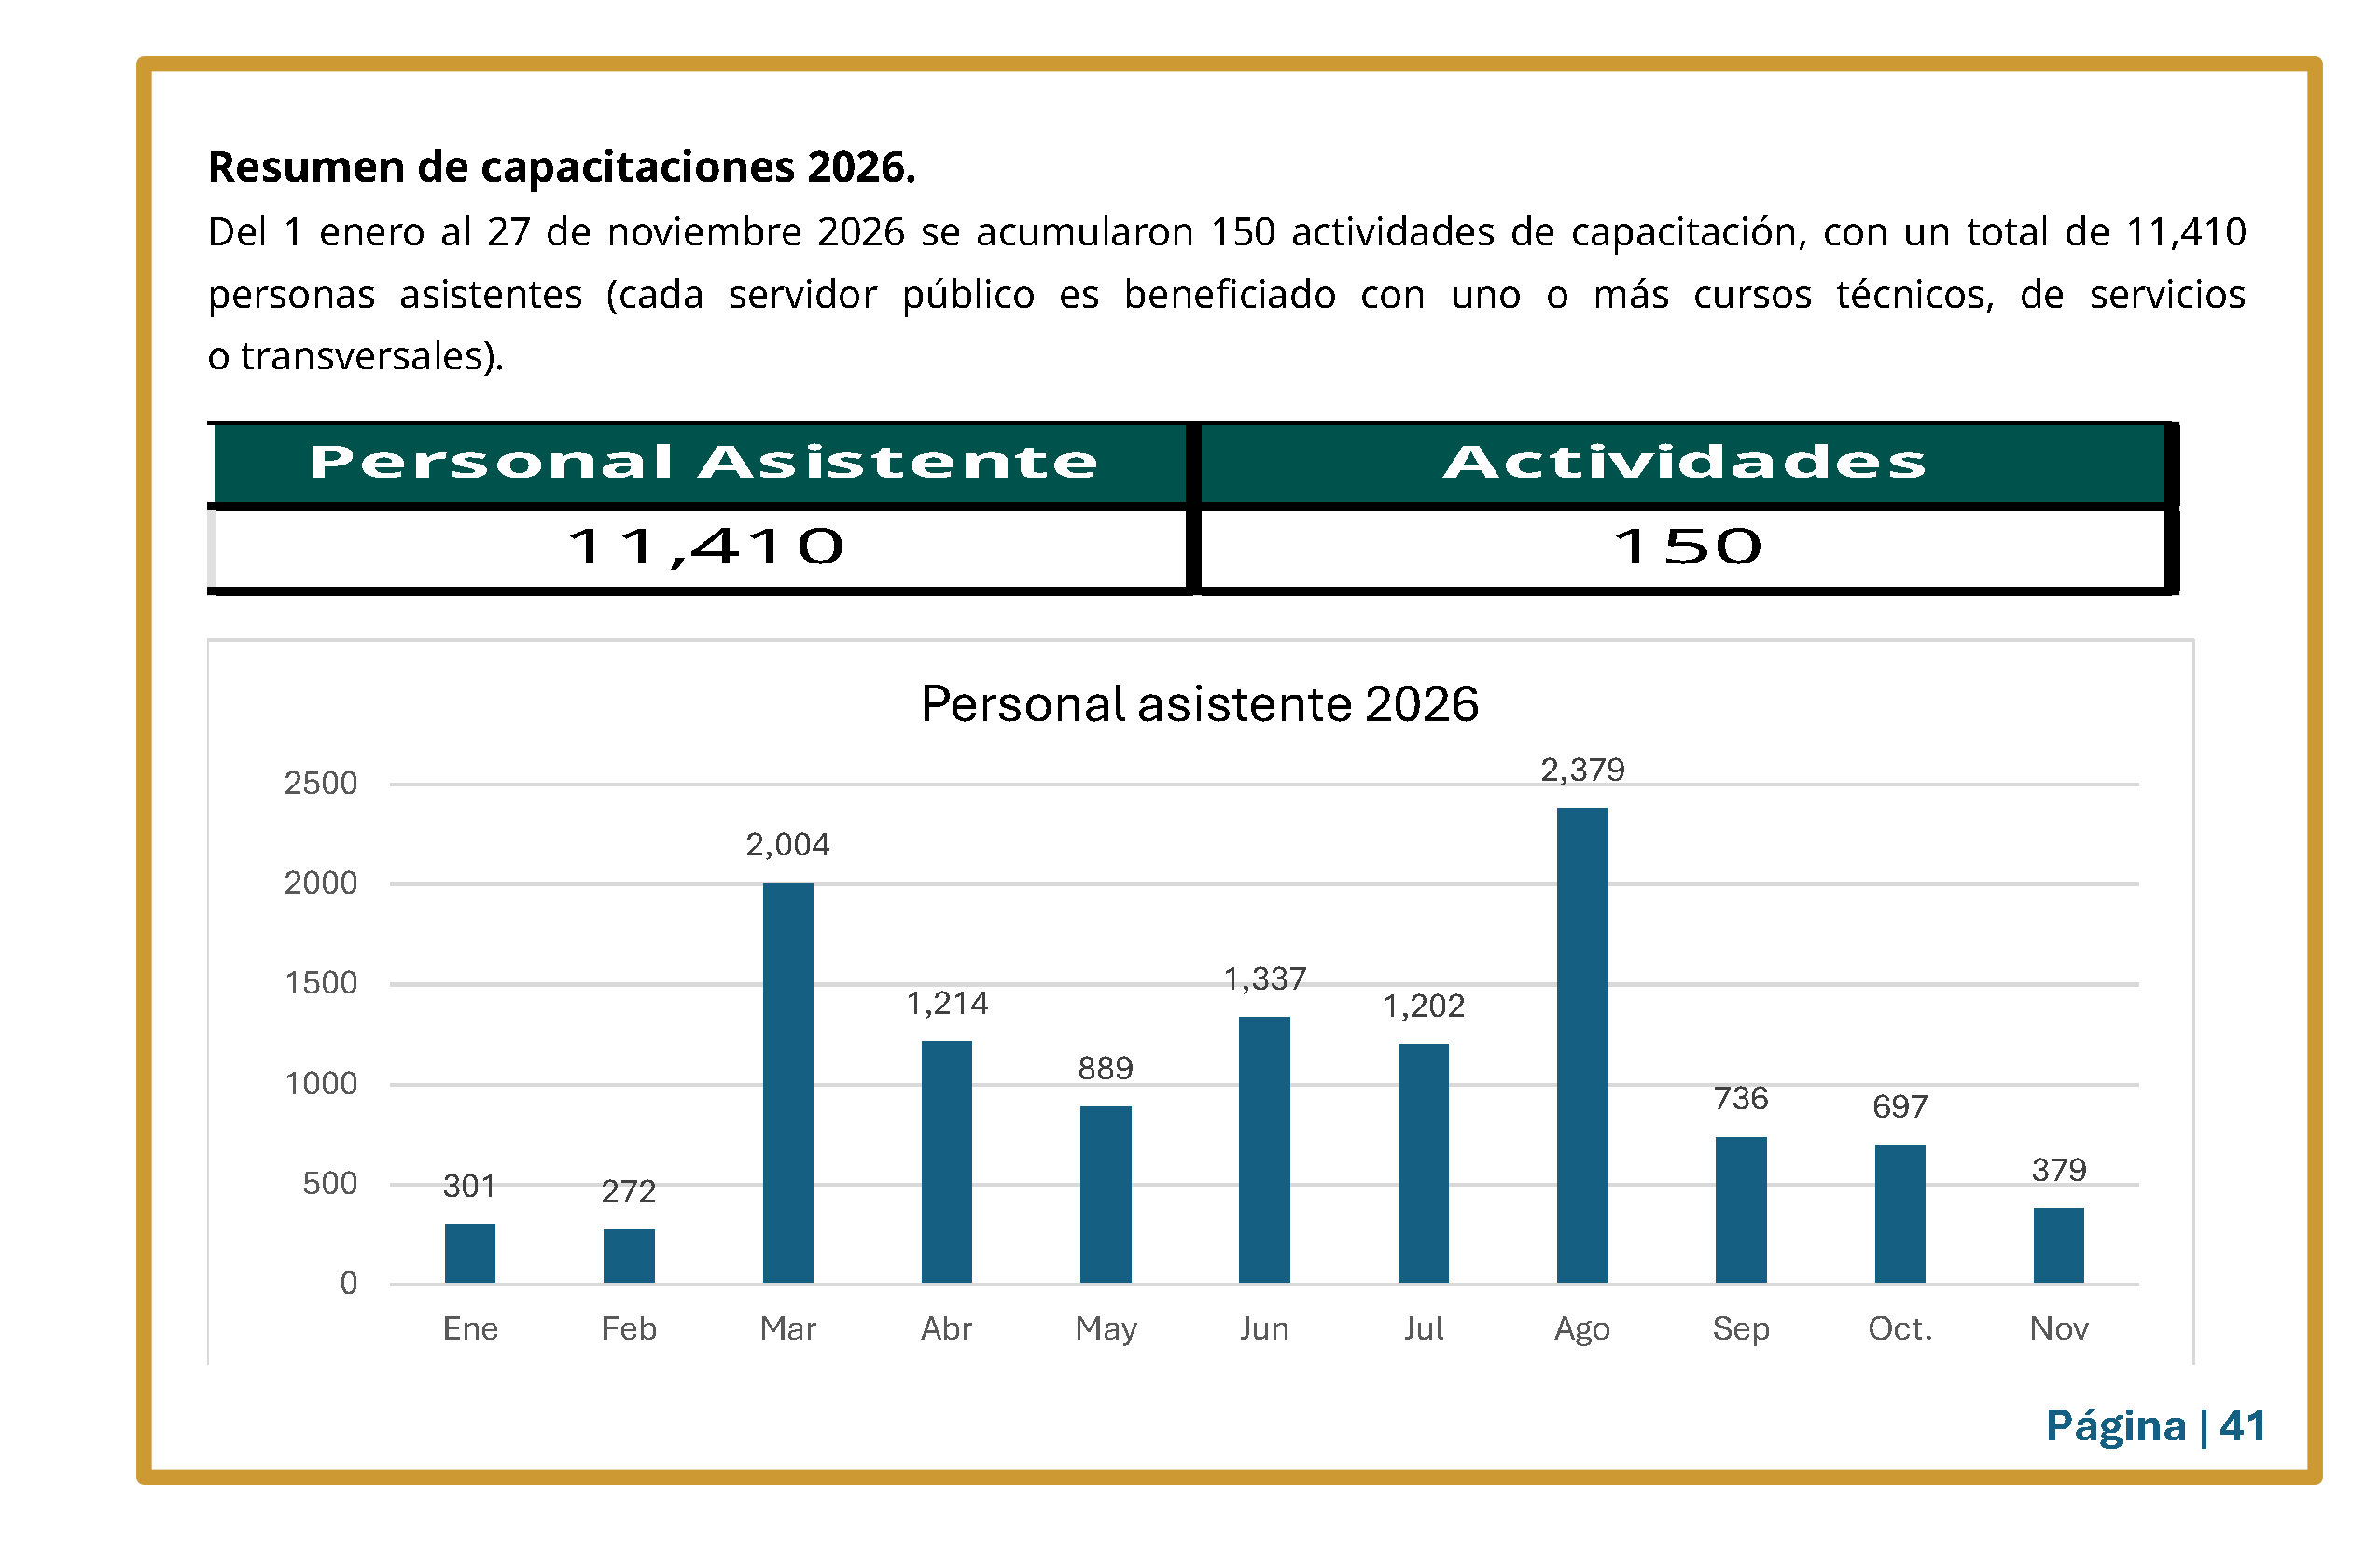 Resumen de capacitaciones 2026.
Del 1 enero al 27 de noviembre 2026 se acumularon 150 actividades de capacitación, con un total de 11,410
personas asistentes (cada servidor público es beneficiado con uno o más cursos técnicos, de servicios
o transversales).
Personal Asistente Actividades
11,410 150
Personal asistente 2026
2500
2000
1500
1000
500
0
301 272 2,004 1,214 889 1,337 1,202 2,379 736 697 379
Ene Feb Mar Abr May Jun Jul Ago Sep Oct. Nov
Página | 41